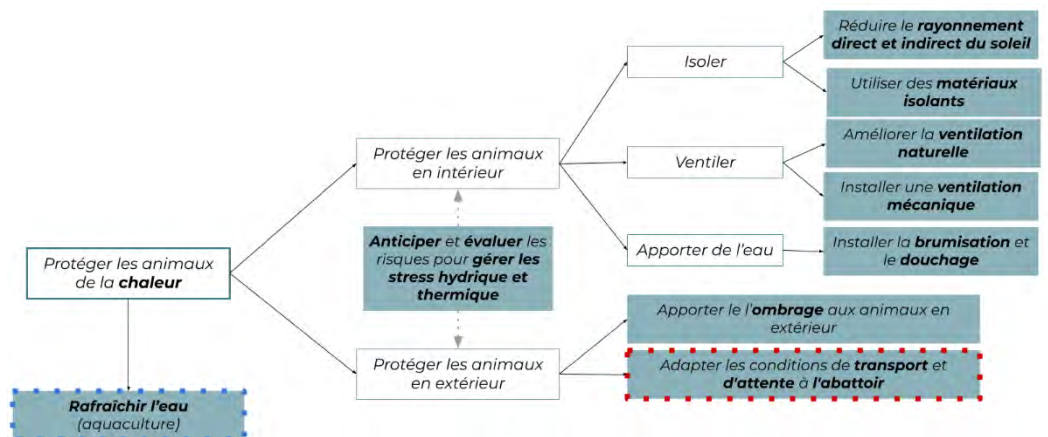 Réduire le rayonnement
direct et indirect du soleil
Isoler
Utiliser des matériaux
isolants
Améliorer la ventilation
naturelle
Protéger les animaux
en intérieur
Ventiler
Installer une ventilation
mécanique
Anticiper et évaluer les
risques pour gérer les
stress hydrique et
thermique
Apporter de l'eau
Installer la brumisation et
le douchage
Protéger les animaux
de la chaleur
Apporter le l'ombrage aux animaux en
extérieur
Protéger les animaux
en extérieur
Adapter les conditions de transport et
d'attente à l'abattoir
Rafraîchir l'eau
(aquaculture)